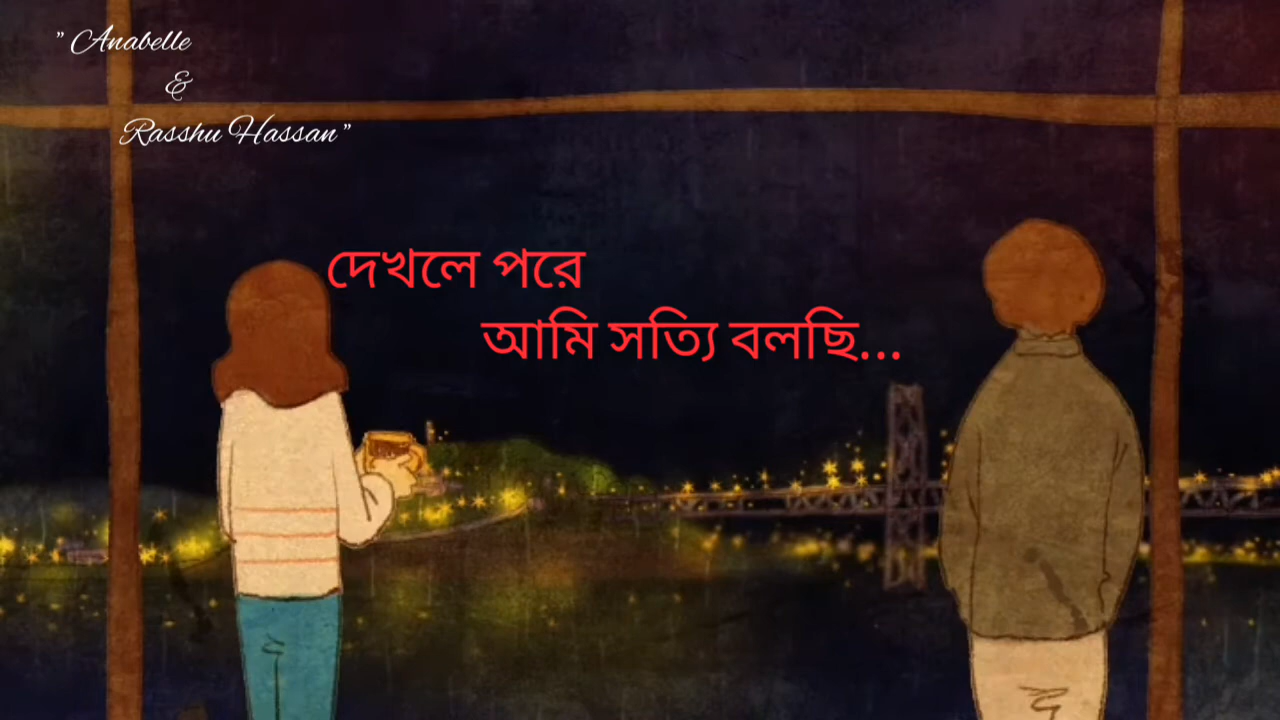 " Anabelle
&
Rasshu Hassan "
দেখলে পরে
আমি সত্যি বলছি...